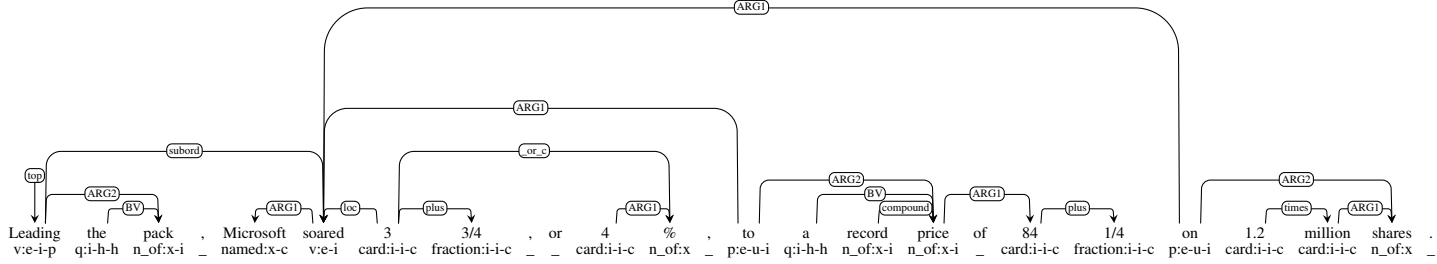 ARG1
ARG1
subord _or_c
top ARG2 ARG2 ARG2
BV ARG1 loc plus ARG1 BV compound ARG1 plus times ARG1
Leading the pack , Microsoft soared 3 3/4 , or 4 % , to a record price of 84 1/4 on 1.2 million shares .
v:e-i-p q:i-h-h n_of:x-i _ named:x-c v:e-i card:i-i-c fraction:i-i-c _ _ card:i-i-c n_of:x _ p:e-u-i q:i-h-h n_of:x-i n_of:x-i _ card:i-i-c fraction:i-i-c p:e-u-i card:i-i-c card:i-i-c n_of:x _